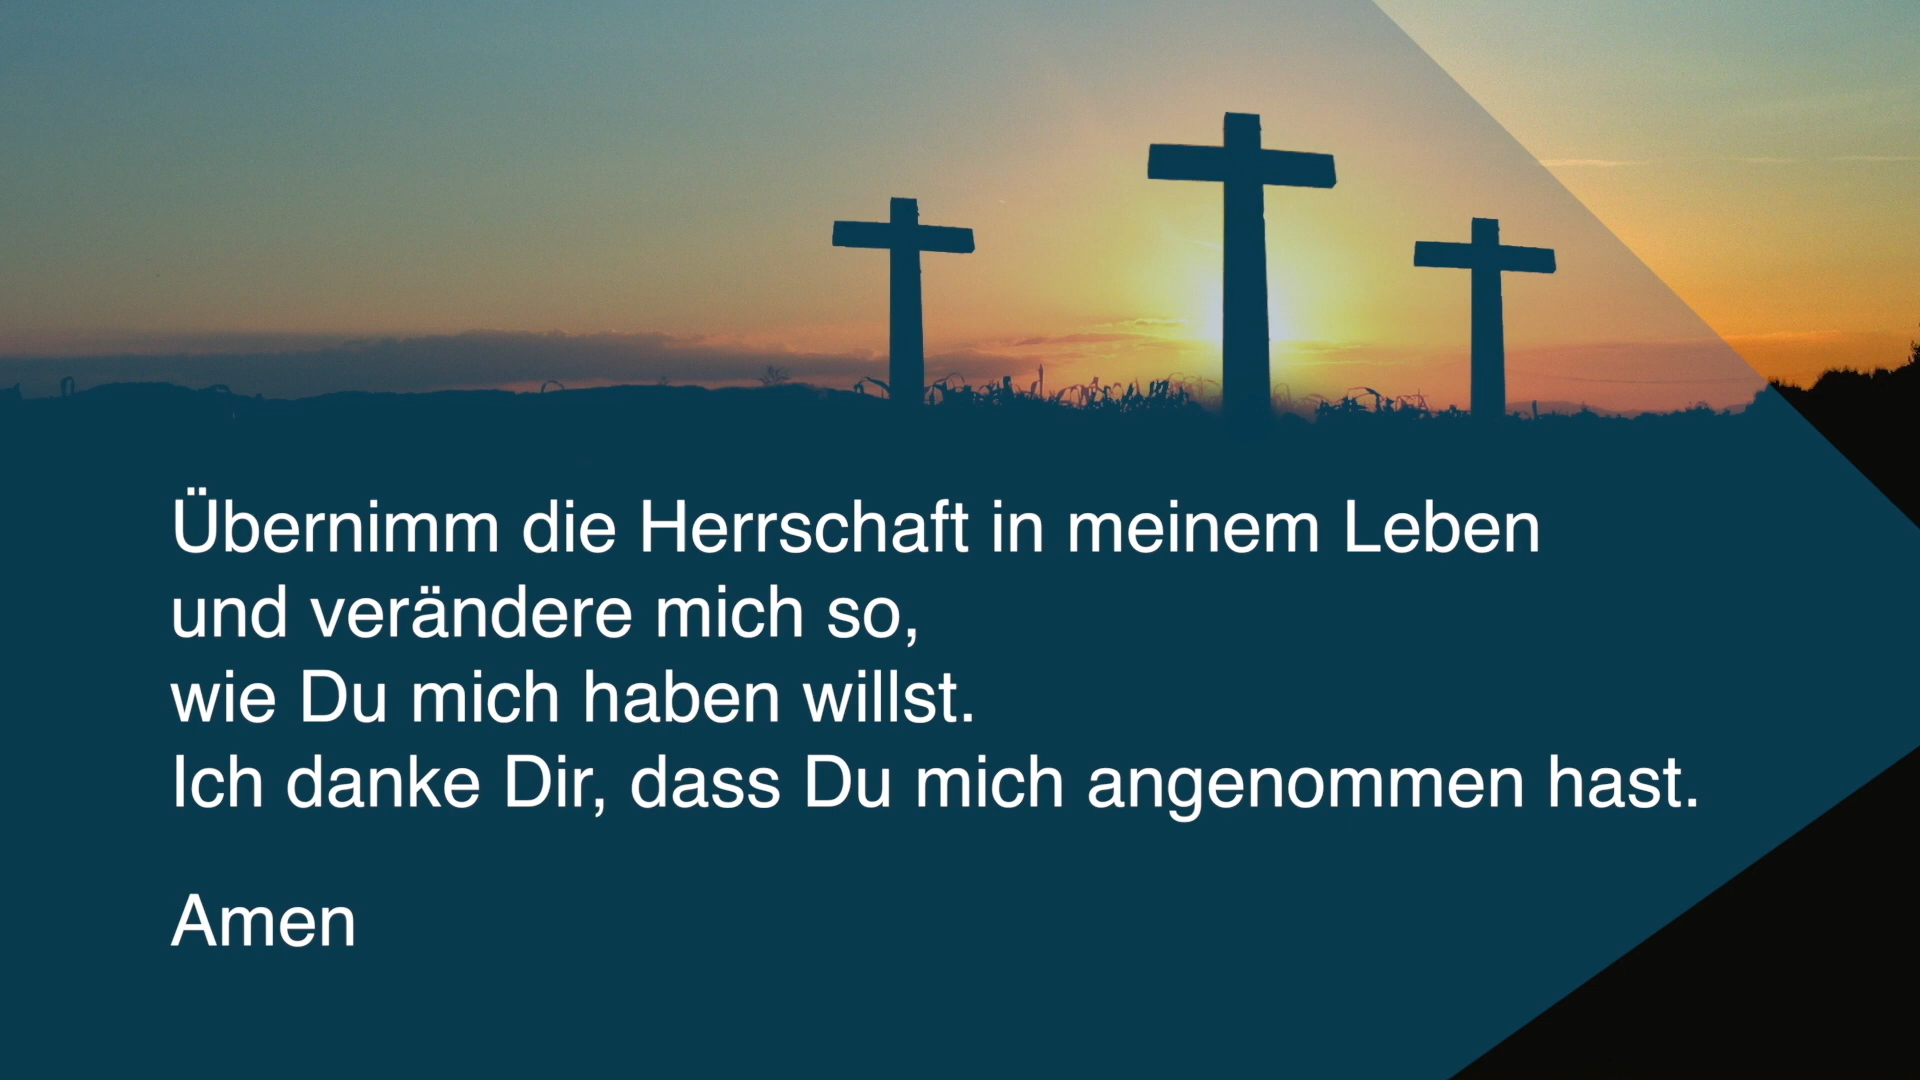 Übernimm die Herrschaft in meinem Leben
und verändere mich so,
wie Du mich haben willst.
Ich danke Dir, dass Du mich angenommen hast.
Amen